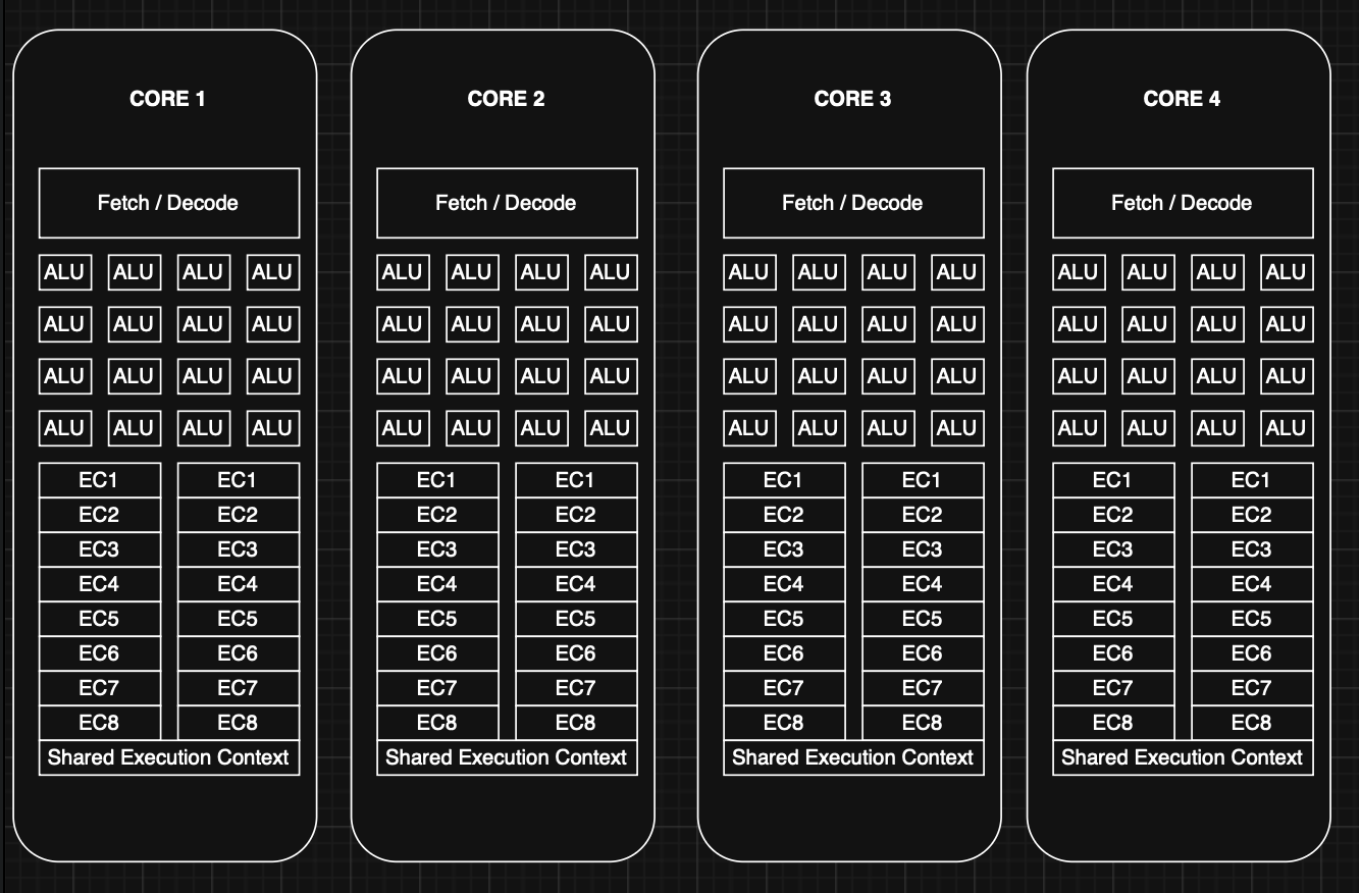 CORE 1 CORE 2 CORE 3 CORE 4
Fetch / Decode Fetch / Decode Fetch / Decode Fetch / Decode
ALU ALU ALU ALU ALU ALU ALU ALU ALU ALU ALU ALU ALU ALU ALU ALU
ALU ALU ALU ALU ALU ALU ALU ALU ALU ALU ALU ALU ALU ALU ALU ALU
ALU ALU ALU ALU ALU ALU ALU ALU ALU ALU ALU ALU ALU ALU ALU ALU
ALU ALU ALU ALU ALU ALU ALU ALU ALU ALU ALU ALU ALU ALU ALU ALU
EC1 EC1 EC1 EC1 EC1 EC1 EC1 EC1
EC2 EC2 EC2 EC2 EC2 EC2 EC2 EC2
EC3 EC3 EC3 EC3 EC3 EC3 EC3 EC3
EC4 EC4 EC4 EC4 EC4 EC4 EC4 EC4
EC5 EC5 EC5 EC5 EC5 EC5 EC5 EC5
EC6 EC6 EC6 EC6 EC6 EC6 EC6 EC6
EC7 EC7 EC7 EC7 EC7 EC7 EC7 EC7
EC8 EC8 EC8 EC8 EC8 EC8 EC8 EC8
Shared Execution Context Shared Execution Context Shared Execution Context Shared Execution Context